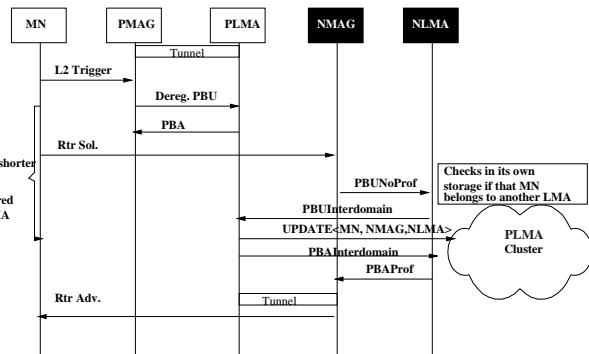 MN PMAG PLMA NMAG NLMA
Tunnel
L2 Trigger
Dereg. PBU
PBA
shorter
Rtr Sol.
Checks in its own
storage if that MN
belongs to another LMA
PBUNoProf
PBUInterdomain
UPDATE<MN, NMAG,NLMA>
PLMA
Cluster
PBAInterdomain
PBAProf
Tunnel
Rtr Adv.